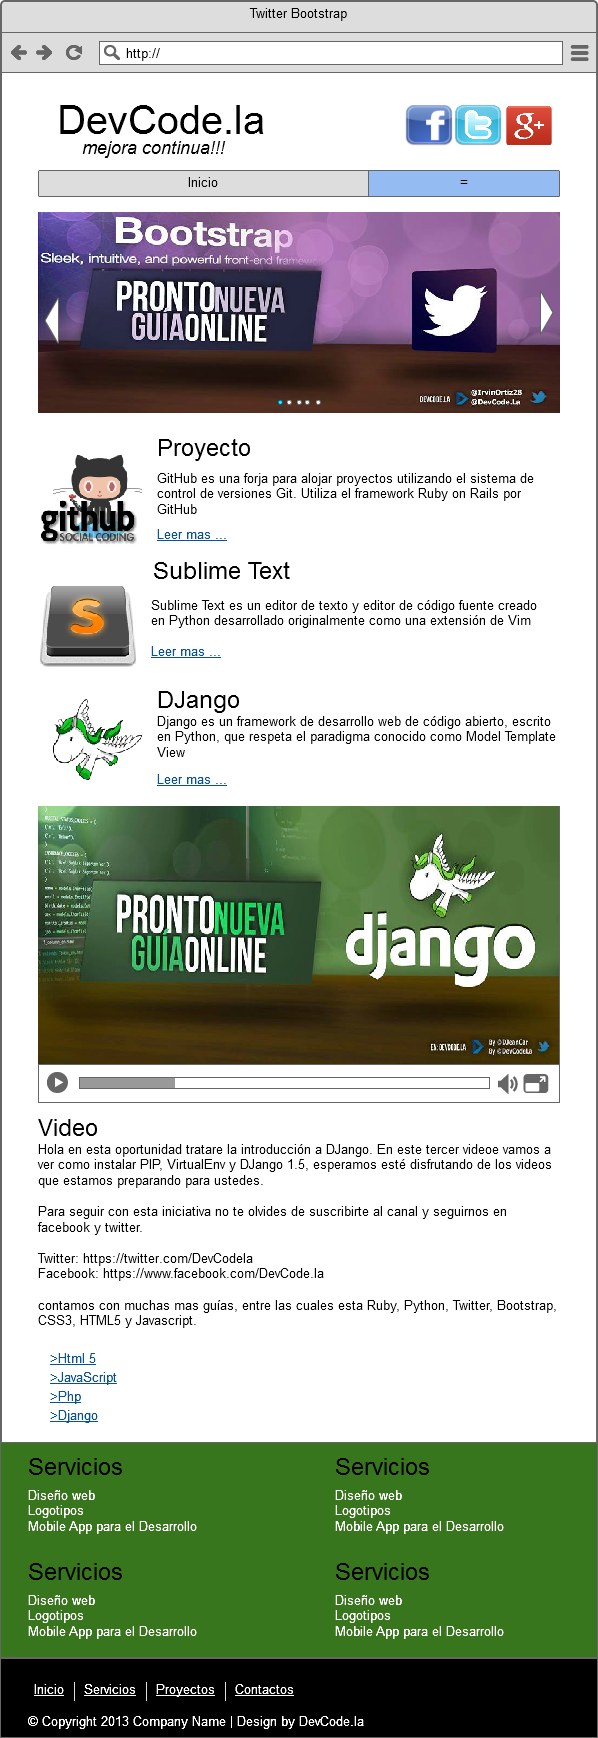 Twitter Bootstrap
http://
DevCode.la
mejora continua!!!
f
t
g+
Inicio
=
Bootstrap
Sleek, intuitive, and powerful front-end framework
PRONTO NUEVA
GUÍA ONLINE
DEVCODE.LA
@IrvinOrtiz28
@DevCode.La
Proyecto
GitHub es una forja para alojar proyectos utilizando el sistema de
control de versiones Git. Utiliza el framework Ruby on Rails por
GitHub
github
SOCIAL CODING
Leer mas ...
Sublime Text
S
Sublime Text es un editor de texto y editor de código fuente creado
en Python desarrollado originalmente como una extensión de Vim
Leer mas ...
DJango
Django es un framework de desarrollo web de código abierto, escrito
en Python, que respeta el paradigma conocido como Model Template
View
Leer mas ...
PRONTO NUEVA
GUÍA ONLINE
django
EN: DEVCODE.LA
By @DJeanCar
By @DevCodeLa
Video
Hola en esta oportunidad tratare la introducción a DJango. En este tercer videoe vamos a
ver como instalar PIP, VirtualEnv y DJango 1.5, esperamos esté disfrutando de los videos
que estamos preparando para ustedes.
Para seguir con esta iniciativa no te olvides de suscribirte al canal y seguirnos en
facebook y twitter.
Twitter: https://twitter.com/DevCodela
Facebook: https://www.facebook.com/DevCode.la
contamos con muchas mas guías, entre las cuales esta Ruby, Python, Twitter, Bootstrap,
CSS3, HTML5 y Javascript.
>Html 5
>JavaScript
>Php
>Django
Servicios
Diseño web
Logotipos
Mobile App para el Desarrollo
Servicios
Diseño web
Logotipos
Mobile App para el Desarrollo
Servicios
Diseño web
Logotipos
Mobile App para el Desarrollo
Servicios
Diseño web
Logotipos
Mobile App para el Desarrollo
Inicio | Servicios | Proyectos | Contactos
© Copyright 2013 Company Name | Design by DevCode.la